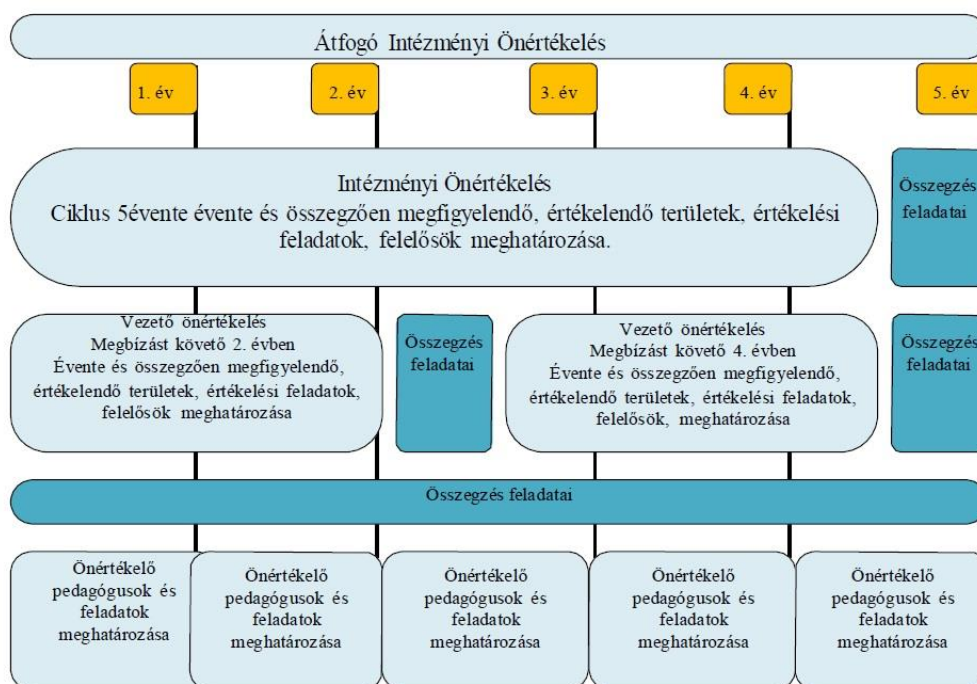 Átfogó Intézményi Önértékelés
1. év
2. év
3. év
4. év
5. év
Intézményi Önértékelés
Ciklus 5évente évente és összegzően megfigyelendő, értékelendő területek, értékelési
feladatok, felelősök meghatározása.
Összegzés
feladatai
Vezető önértékelés
Megbízást követő 2. évben
Évente és összegzően megfigyelendő,
értékelendő területek, értékelési feladatok,
felelősök meghatározása
Összegzés
feladatai
Vezető önértékelés
Megbízást követő 4. évben
Évente és összegzően megfigyelendő,
értékelendő területek, értékelési feladatok,
felelősök, meghatározása
Összegzés
feladatai
Összegzés feladatai
Önértékelő
pedagógusok és
feladatok
meghatározása
Önértékelő
pedagógusok és
feladatok
meghatározása
Önértékelő
pedagógusok és
feladatok
meghatározása
Önértékelő
pedagógusok és
feladatok
meghatározása
Önértékelő
pedagógusok és
feladatok
meghatározása